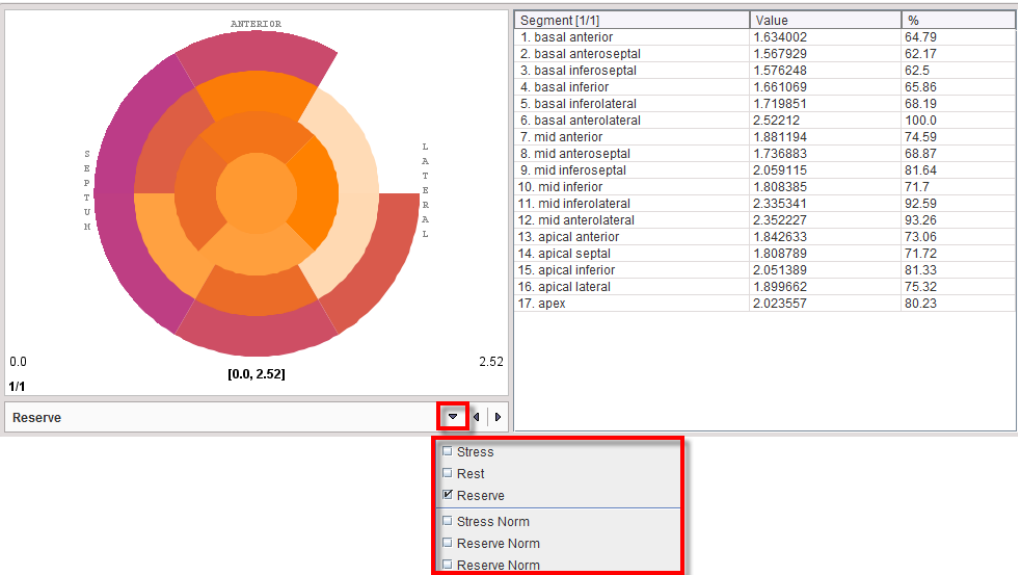 ANTERIOR
SEPTUM
LATERAL
0.0
2.52
[0.0, 2.52]
1/1
Reserve
Segment [1/1] Value %
1. basal anterior 1.634002 64.79
2. basal anteroseptal 1.567929 62.17
3. basal inferoseptal 1.576248 62.5
4. basal inferior 1.661069 65.86
5. basal inferolateral 1.719851 68.19
6. basal anterolateral 2.52212 100.0
7. mid anterior 1.881194 74.59
8. mid anteroseptal 1.736883 68.87
9. mid inferoseptal 2.059115 81.64
10. mid inferior 1.808385 71.7
11. mid inferolateral 2.335341 92.59
12. mid anterolateral 2.352227 93.26
13. apical anterior 1.842633 73.06
14. apical septal 1.808789 71.72
15. apical inferior 2.051389 81.33
16. apical lateral 1.899662 75.32
17. apex 2.023557 80.23
Stress
Rest
Reserve
Stress Norm
Reserve Norm
Reserve Norm